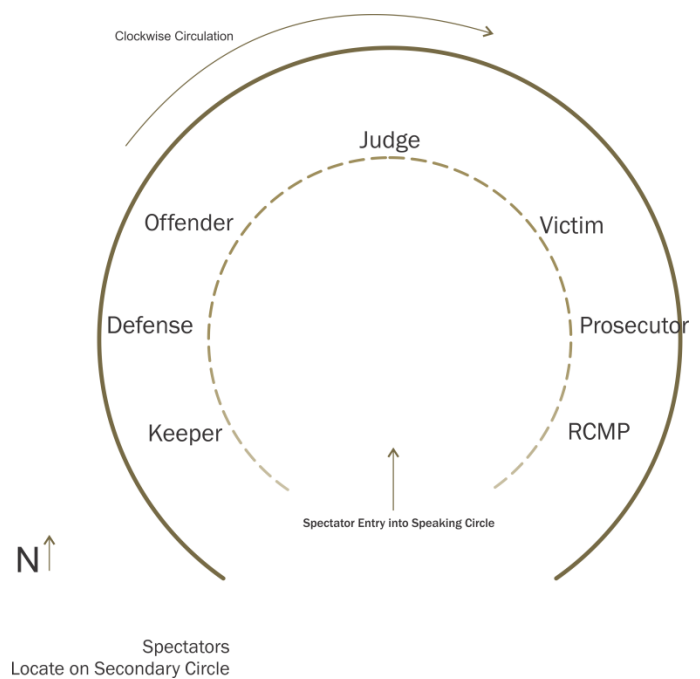 Clockwise Circulation
Judge
Offender
Victim
Defense
Prosecutor
Keeper
RCMP
Spectator Entry into Speaking Circle
N
Spectators
Locate on Secondary Circle